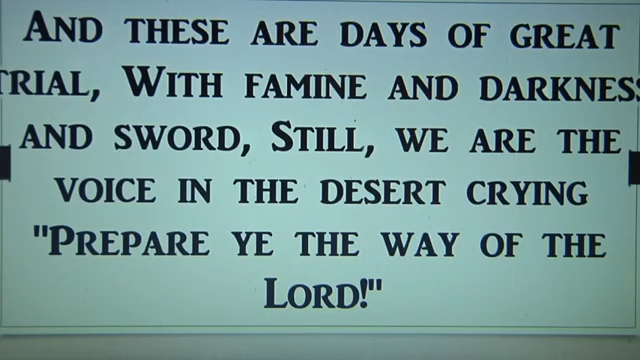 AND THESE ARE DAYS OF GREAT
TRIAL, WITH FAMINE AND DARKNESS
AND SWORD, STILL, WE ARE THE
VOICE IN THE DESERT CRYING
"PREPARE YE THE WAY OF THE
LORD!"